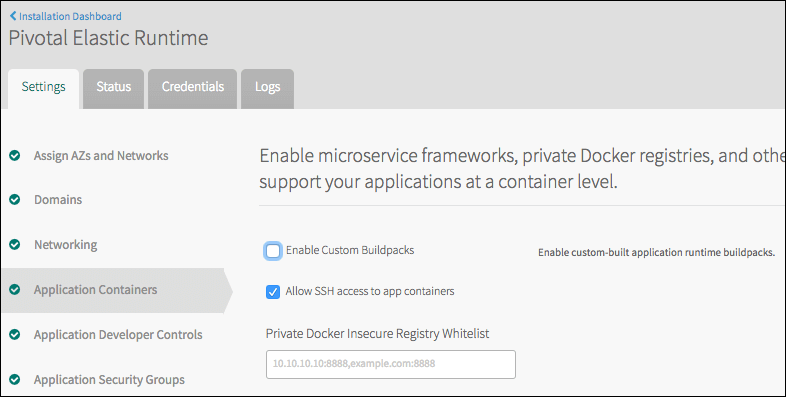 Installation Dashboard
Pivotal Elastic Runtime
Settings
Status
Credentials
Logs
Assign AZs and Networks
Domains
Networking
Application Containers
Application Developer Controls
Application Security Groups
Enable microservice frameworks, private Docker registries, and othe
support your applications at a container level.
Enable Custom Buildpacks
Enable custom-built application runtime buildpacks.
Allow SSH access to app containers
Private Docker Insecure Registry Whitelist
10.10.10.10:8888,example.com:8888